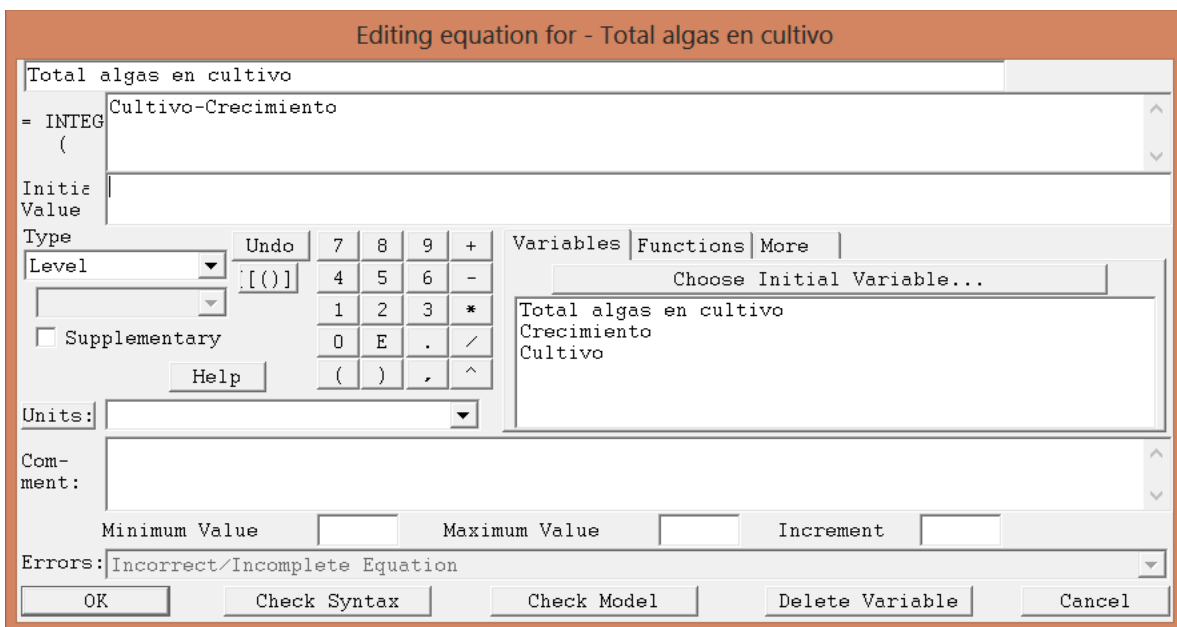 Editing equation for - Total algas en cultivo
Total algas en cultivo
= INTEG (
Cultivo-Crecimiento
Initia
Value
Type
Level
Undo
[()]
7 8 9 +
4 5 6 -
1 2 3 *
0 E . /
( ) , ^
Supplementary
Help
Variables Functions More
Choose Initial Variable...
Total algas en cultivo
Crecimiento
Cultivo
Units:
Com-
ment:
Minimum Value Maximum Value Increment
Errors: Incorrect/Incomplete Equation
OK Check Syntax Check Model Delete Variable Cancel